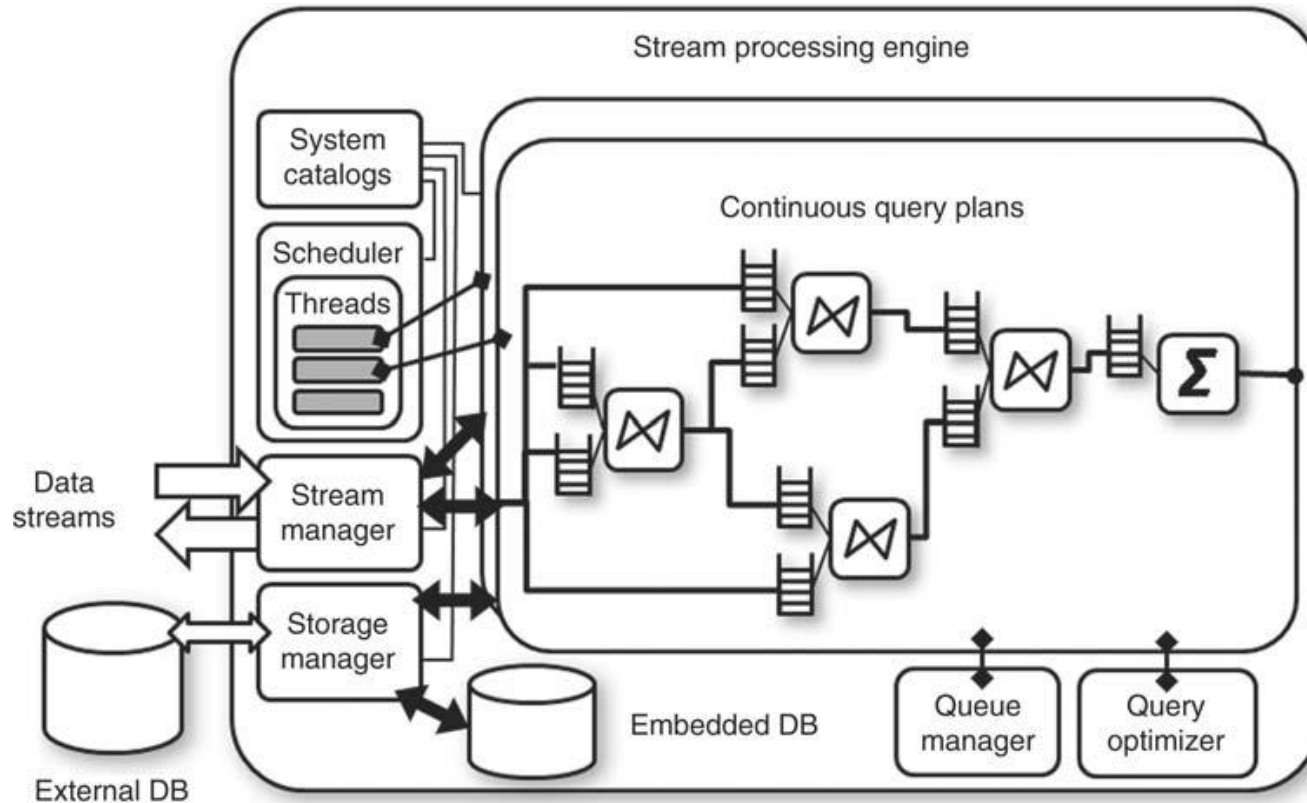 Stream processing engine
System
catalogs
Continuous query plans
Scheduler
Threads
Σ
Data
streams
Stream
manager
Storage
manager
Embedded DB
Queue
manager
Query
optimizer
External DB